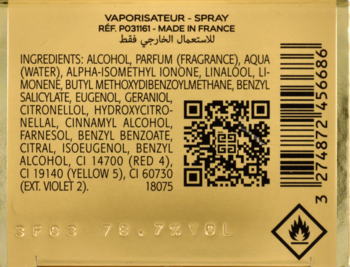 VAPORISATEUR - SPRAY
RÉF. P031161 - MADE IN FRANCE
للاستعمال الخارجي فقط
INGREDIENTS: ALCOHOL, PARFUM (FRAGRANCE), AQUA
(WATER), ALPHA-ISOMETHYL IONONE, LINALOOL, LI-
MONENE, BUTYL METHOXYDIBENZOYLMETHANE, BENZYL
SALICYLATE, EUGENOL, GERANIOL,
CITRONELLOL, HYDROXYCITRO-
NELLAL, CINNAMYL ALCOHOL,
FARNESOL, BENZYL BENZOATE,
CITRAL, ISOEUGENOL, BENZYL
ALCOHOL, CI 14700 (RED 4),
CI 19140 (YELLOW 5), CI 60730
(EXT. VIOLET 2). 18075
3 274872 456686
3F03 78.7%VOL